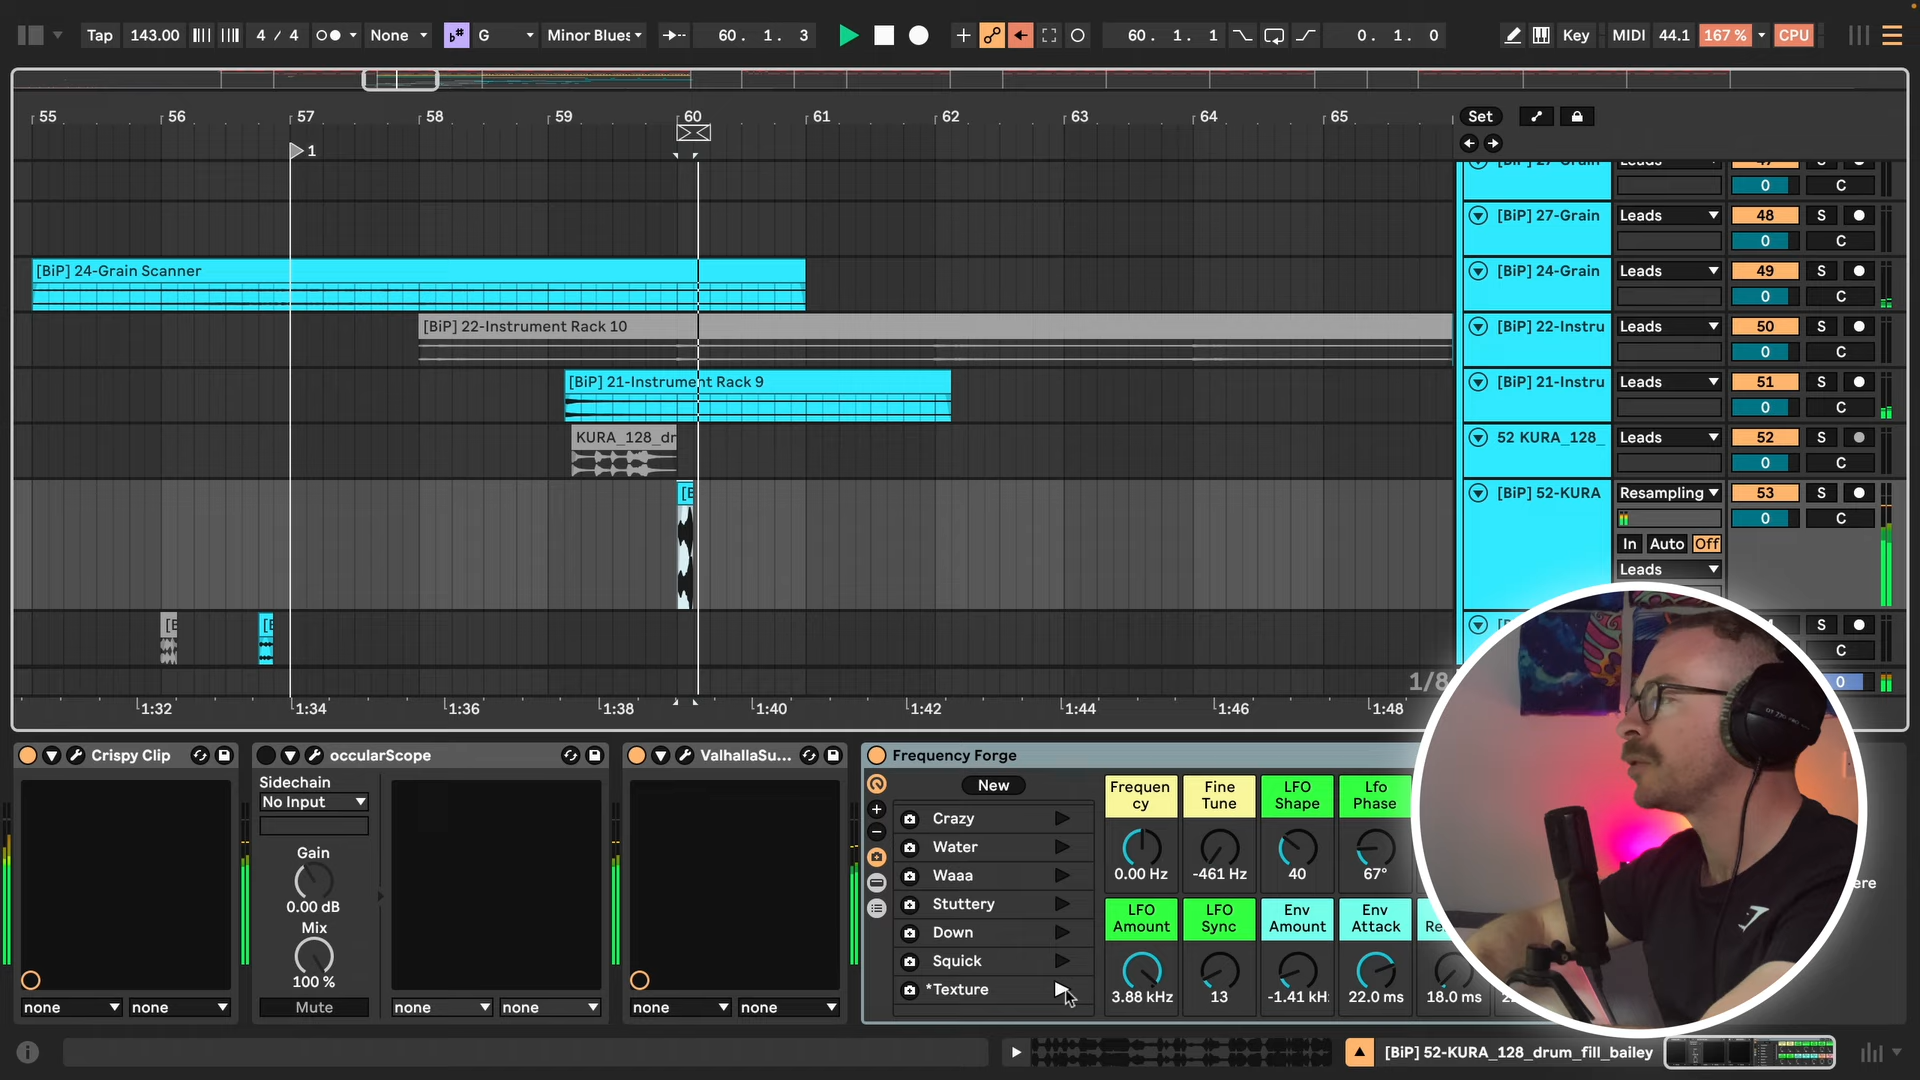 Tap 143.00 4 / 4 None G Minor Blues 60. 1. 3 60. 1. 1 0. 1. 0 Key MIDI 44.1 167 % CPU
55 56 57 58 59 60 61 62 63 64 65 Set
1
0 C
[BiP] 27-Grain Leads 48 S
0 C
[BiP] 24-Grain Scanner [BiP] 24-Grain Leads 49 S
0 C
[BiP] 22-Instrument Rack 10 [BiP] 22-Instru Leads 50 S
0 C
[BiP] 21-Instrument Rack 9 [BiP] 21-Instru Leads 51 S
0 C
KURA_128_dr 52 KURA_128_ Leads 52 S
0 C
[BiP] 52-KURA Resampling 53 S
0 C
In Auto Off
Leads
S
C
1/8 0
1:32 1:34 1:36 1:38 1:40 1:42 1:44 1:46 1:48
Crispy Clip occularScope ValhallaSu... Frequency Forge
Sidechain
No Input
Gain
0.00 dB
Mix
100 %
Mute
none none none none none none
New
Crazy
Water
Waaa
Stuttery
Down
Squick
*Texture
Frequen
cy
Fine
Tune
LFO
Shape
Lfo
Phase
0.00 Hz -461 Hz 40 67°
LFO
Amount
LFO
Sync
Env
Amount
Env
Attack
3.88 kHz 13 -1.41 kH 22.0 ms 18.0 ms
[BiP] 52-KURA_128_drum_fill_bailey